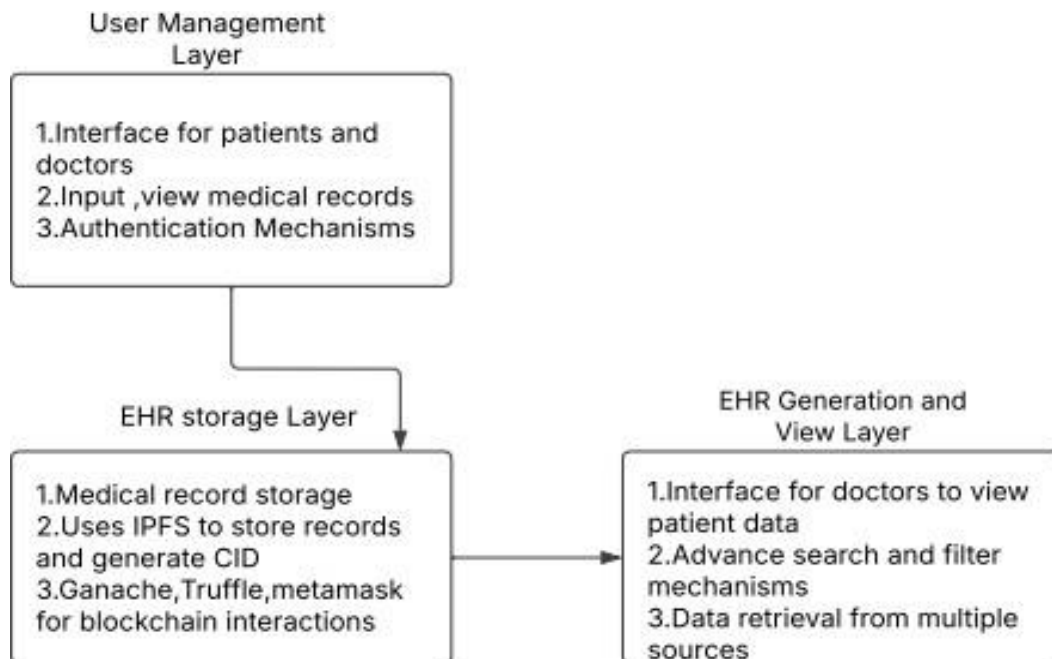 User Management
Layer
1.Interface for patients and
doctors
2.Input ,view medical records
3.Authentication Mechanisms
EHR storage Layer
1.Medical record storage
2.Uses IPFS to store records
and generate CID
3.Ganache,Truffle,metamask
for blockchain interactions
EHR Generation and
View Layer
1.Interface for doctors to view
patient data
2.Advance search and filter
mechanisms
3.Data retrieval from multiple
sources